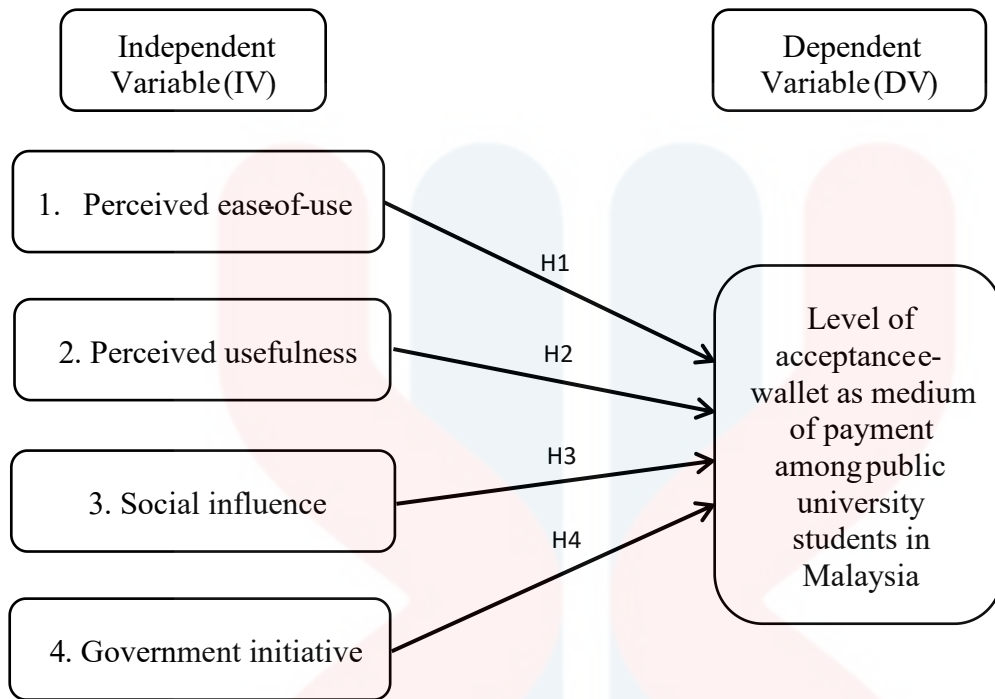 Independent
Variable (IV)
Dependent
Variable (DV)
1. Perceived ease-of-use
H1
2. Perceived usefulness
H2
3. Social influence
H3
4. Government initiative
H4
Level of
acceptance e-
wallet as medium
of payment
among public
university
students in
Malaysia